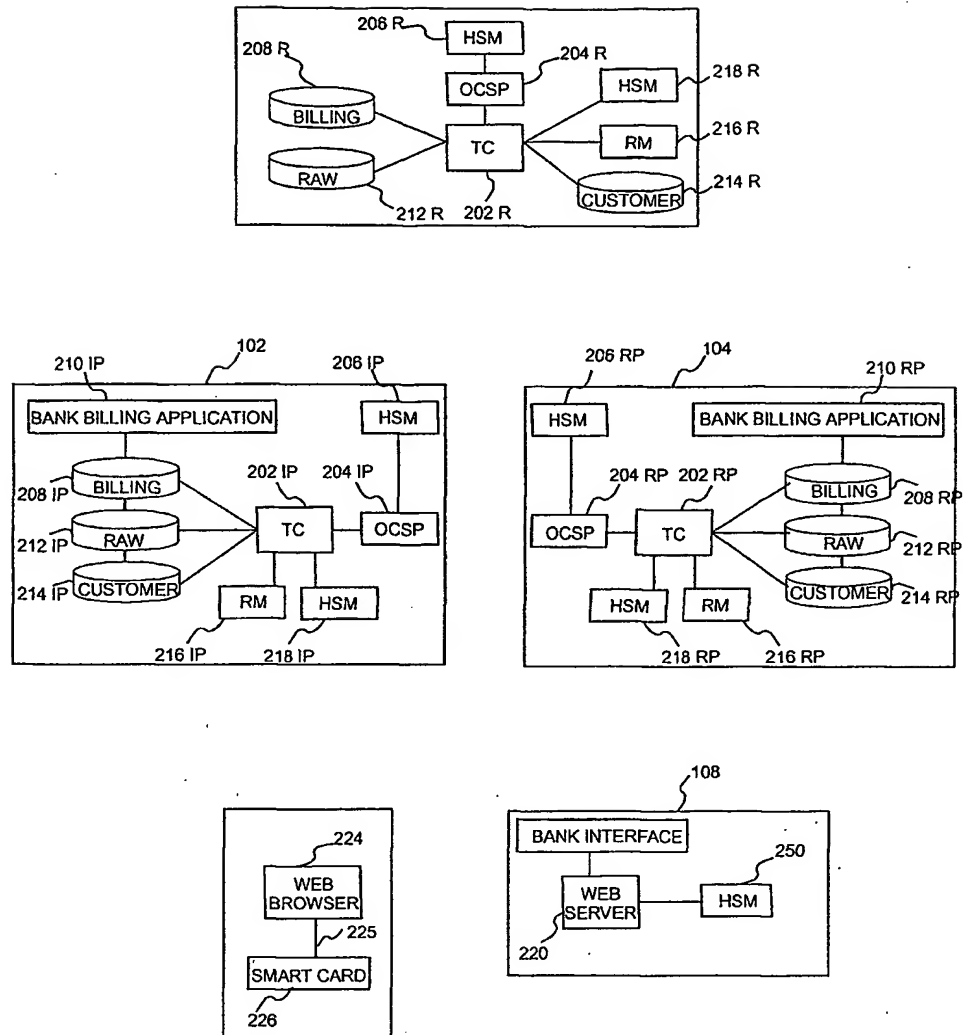 206 R
HSM
208 R
204 R
OCSP
HSM
218 R
BILLING
TC
RM
216 R
RAW
CUSTOMER
214 R
212 R
202 R
102
210 IP
206 IP
BANK BILLING APPLICATION
HSM
208 IP
BILLING
202 IP
204 IP
212 IP
RAW
TC
OCSP
214 IP
CUSTOMER
RM
HSM
216 IP
218 IP
206 RP
104
210 RP
HSM
BANK BILLING APPLICATION
204 RP
202 RP
BILLING
208 RP
OCSP
TC
RAW
212 RP
HSM
RM
CUSTOMER
214 RP
218 RP
216 RP
224
WEB
BROWSER
225
SMART CARD
226
108
BANK INTERFACE
250
WEB
SERVER
HSM
220